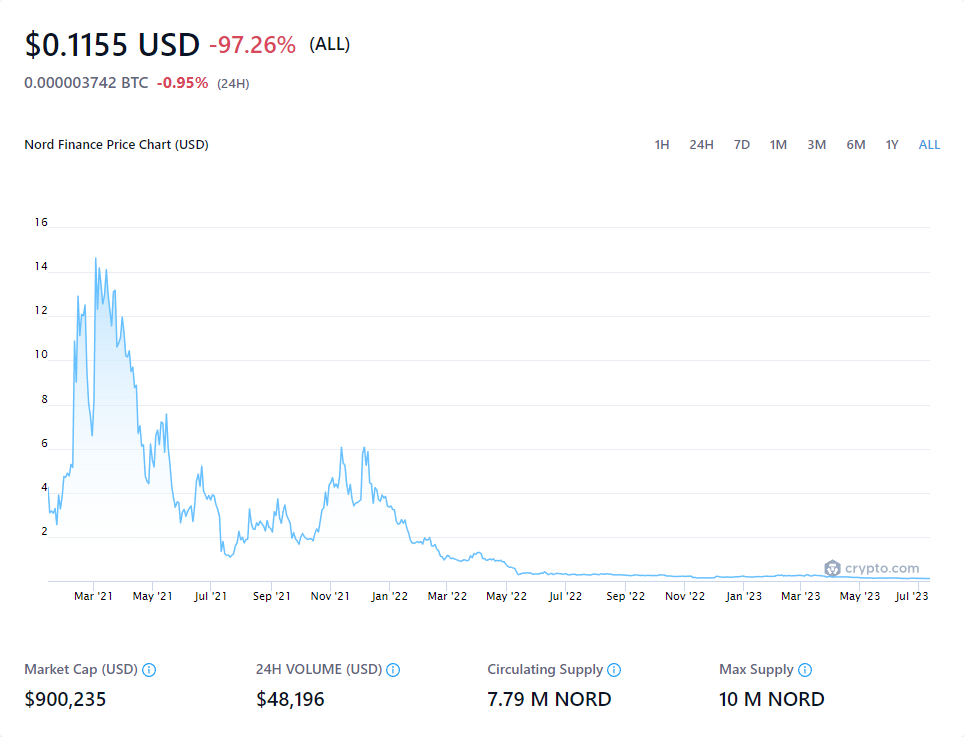 $0.1155 USD -97.26% (ALL)
0.000003742 BTC -0.95% (24H)
Nord Finance Price Chart (USD) 1H 24H 7D 1M 3M 6M 1Y ALL
16
14
12
10
8
6
4
2
crypto.com
Mar '21 May '21 Jul '21 Sep '21 Nov '21 Jan '22 Mar '22 May '22 Jul '22 Sep '22 Nov '22 Jan '23 Mar '23 May '23 Jul '23
Market Cap (USD) 24H VOLUME (USD) Circulating Supply Max Supply
$900,235 $48,196 7.79 M NORD 10 M NORD